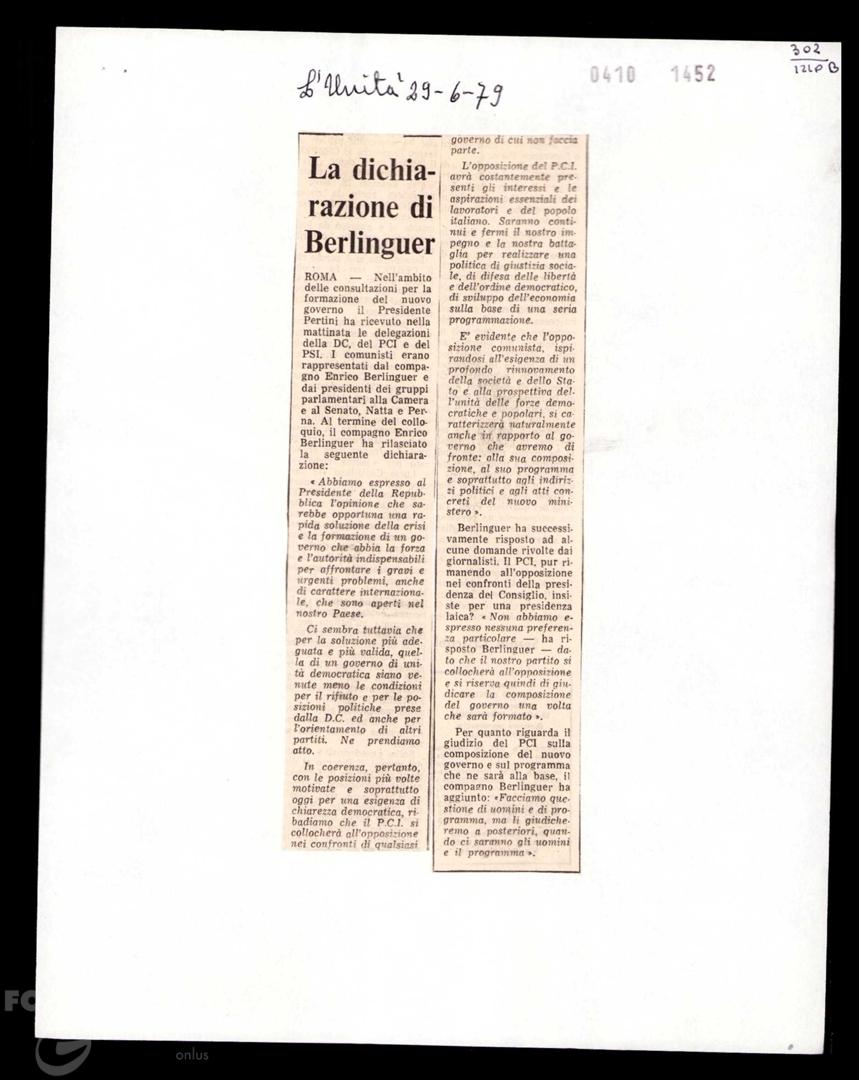 L'Unità 29-6-79
0410 1452
302
121P B
La dichia-
razione di
Berlinguer
ROMA — Nell'ambito
delle consultazioni per la
formazione del nuovo
governo il Presidente
Pertini ha ricevuto nella
mattinata le delegazioni
della DC, del PCI e del
PSI. I comunisti erano
rappresentati dal compa-
gno Enrico Berlinguer e
dai presidenti dei gruppi
parlamentari alla Camera
e al Senato, Natta e Per-
na. Al termine del collo-
quio, il compagno Enrico
Berlinguer ha rilasciato
la seguente dichiara-
zione:
« Abbiamo espresso al
Presidente della Repub-
blica l'opinione che sa-
rebbe opportuna una ra-
pida soluzione della crisi
e la formazione di un go-
verno che abbia la forza
e l'autorità indispensabili
per affrontare i gravi e
urgenti problemi, anche
di carattere internaziona-
le, che sono aperti nel
nostro Paese.
Ci sembra tuttavia che
per la soluzione più ade-
guata e più valida, quel-
la di un governo di uni-
tà democratica siano ve-
nute meno le condizioni
per il rifiuto e per le po-
sizioni politiche prese
dalla D.C. ed anche per
l'orientamento di altri
partiti. Ne prendiamo
atto.
In coerenza, pertanto,
con le posizioni più volte
motivate e soprattutto
oggi per una esigenza di
chiarezza democratica, ri-
badiamo che il P.C.I. si
collocherà all'opposizione
nei confronti di qualsiasi
governo di cui non faccia
parte.
L'opposizione del P.C.I.
avrà costantemente pre-
senti gli interessi e le
aspirazioni essenziali dei
lavoratori e del popolo
italiano. Saranno conti-
nui e fermi il nostro im-
pegno e la nostra batta-
glia per realizzare una
politica di giustizia socia-
le, di difesa delle libertà
e dell'ordine democratico,
di sviluppo dell'economia
sulla base di una seria
programmazione.
E' evidente che l'oppo-
sizione comunista, ispi-
randosi all'esigenza di un
profondo rinnovamento
della società e dello Sta-
to e alla prospettiva del-
l'unità delle forze demo-
cratiche e popolari, si ca-
ratterizzerà naturalmente
anche in rapporto al go-
verno che avremo di
fronte: alla sua composi-
zione, al suo programma
e soprattutto agli indiriz-
zi politici e agli atti con-
creti del nuovo mini-
stero ».
Berlinguer ha successi-
vamente risposto ad al-
cune domande rivolte dai
giornalisti. Il PCI, pur ri-
manendo all'opposizione
nei confronti della presi-
denza del Consiglio, insi-
ste per una presidenza
laica? « Non abbiamo e-
spresso nessuna preferen-
za particolare — ha ri-
sposto Berlinguer — da-
to che il nostro partito si
collocherà all'opposizione
e si riserva quindi di giu-
dicare la composizione
del governo una volta
che sarà formato ».
Per quanto riguarda il
giudizio del PCI sulla
composizione del nuovo
governo e sul programma
che ne sarà alla base, il
compagno Berlinguer ha
aggiunto: «Facciamo que-
stione di uomini e di pro-
gramma, ma li giudiche-
remo a posteriori, quan-
do ci saranno gli uomini
e il programma ».
FO
onlus